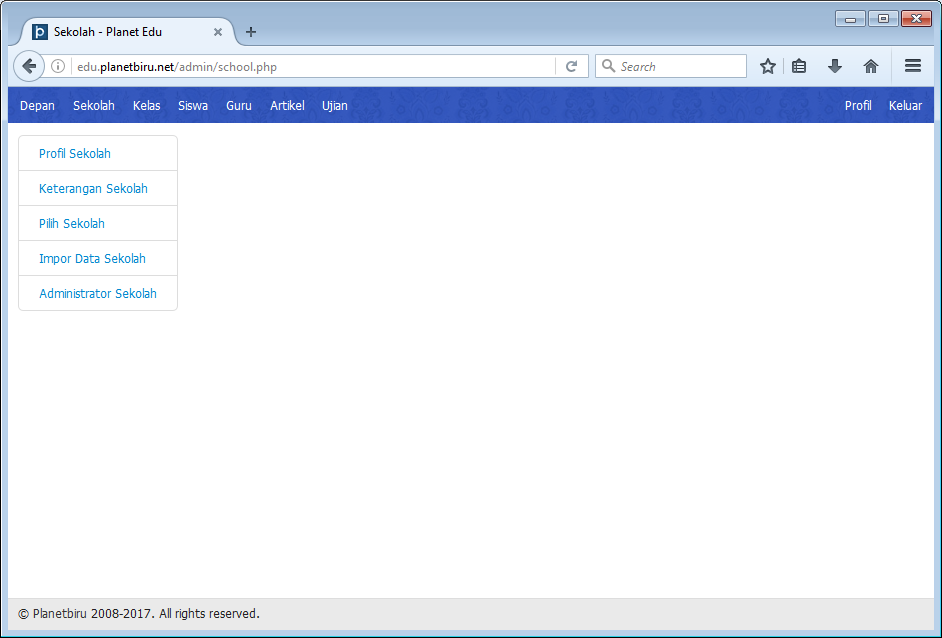 Sekolah - Planet Edu
edu.planetbiru.net/admin/school.php
Search
Depan Sekolah Kelas Siswa Guru Artikel Ujian Profil Keluar
Profil Sekolah
Keterangan Sekolah
Pilih Sekolah
Impor Data Sekolah
Administrator Sekolah
© Planetbiru 2008-2017. All rights reserved.